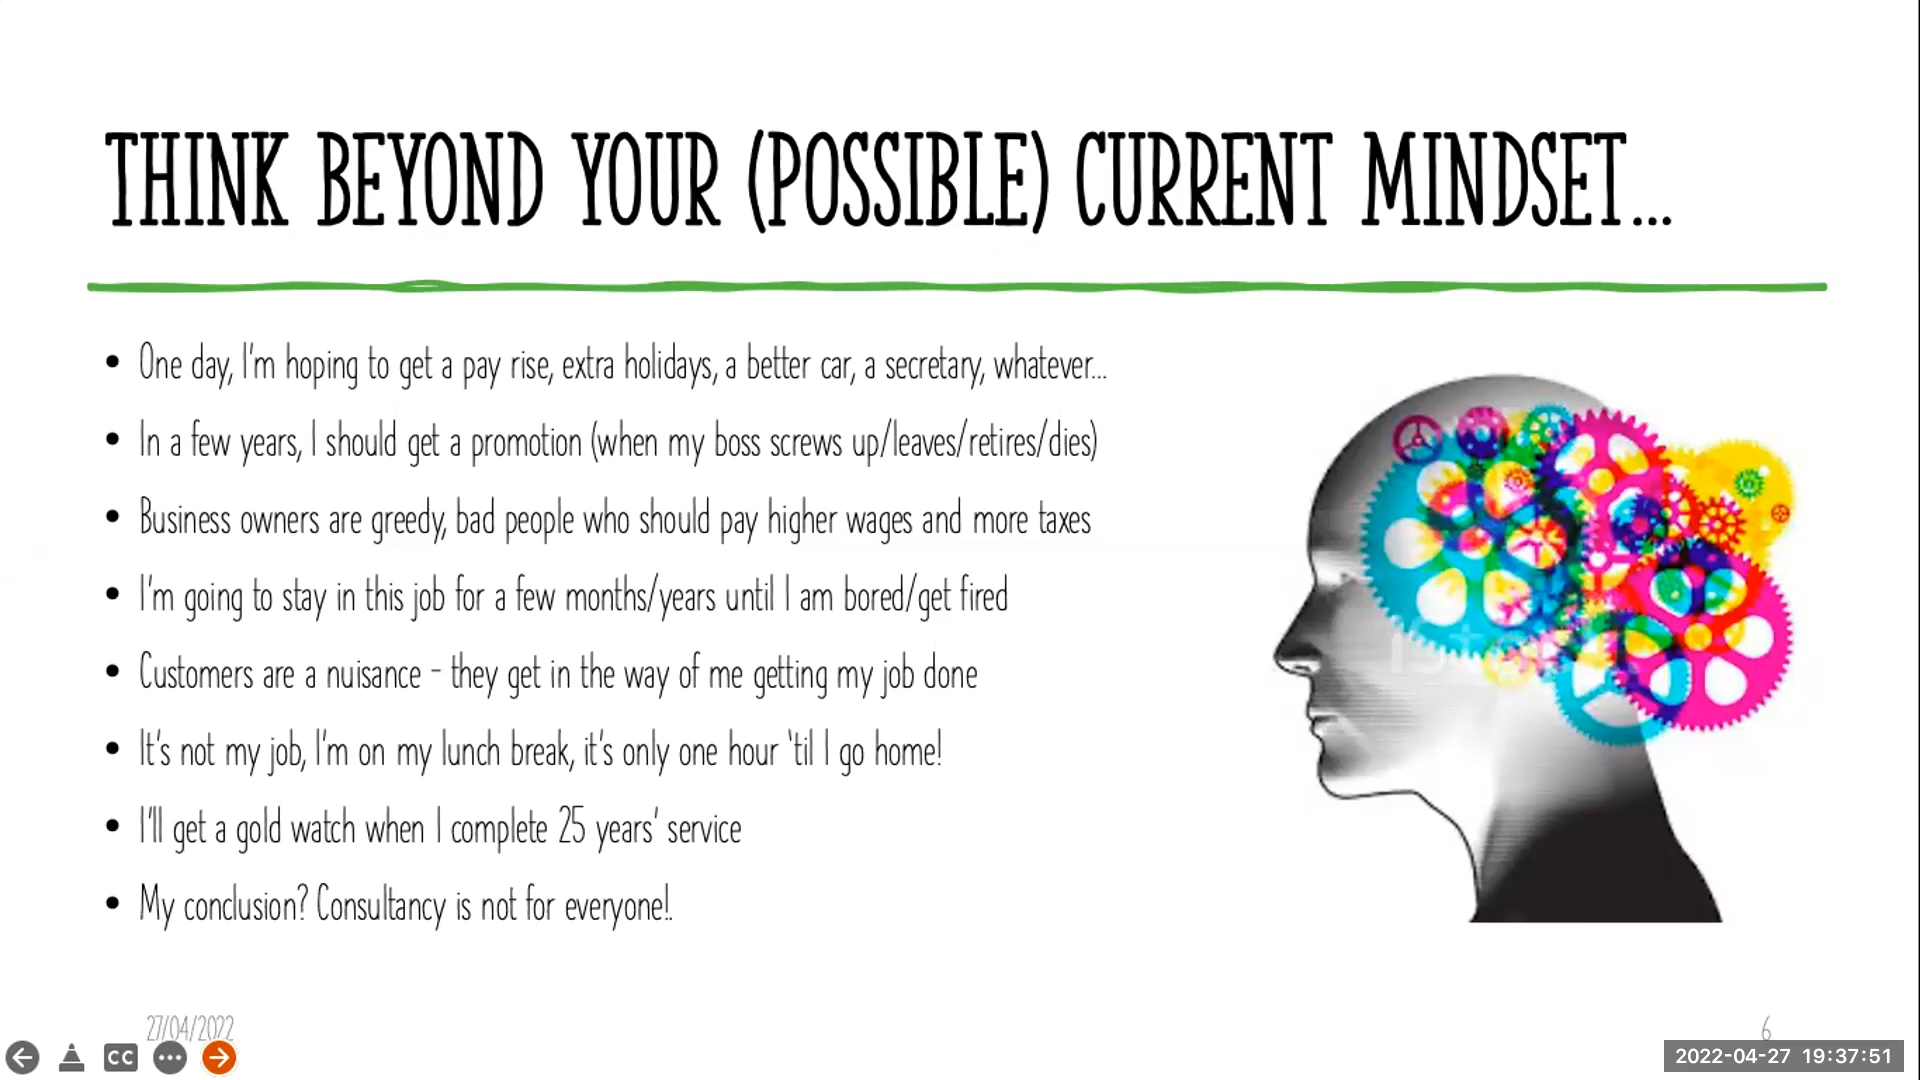 THINK BEYOND YOUR (POSSIBLE) CURRENT MINDSET...
• One day, I'm hoping to get a pay rise, extra holidays, a better car, a secretary, whatever...
• In a few years, I should get a promotion (when my boss screws up/leaves/retires/dies)
• Business owners are greedy, bad people who should pay higher wages and more taxes
• I'm going to stay in this job for a few months/years until I am bored/get fired
• Customers are a nuisance - they get in the way of me getting my job done
• It's not my job, I'm on my lunch break, it's only one hour 'til I go home!
• I'll get a gold watch when I complete 25 years' service
• My conclusion? Consultancy is not for everyone!.
27/04/2022
6
CC
2022-04-27 19:37:51